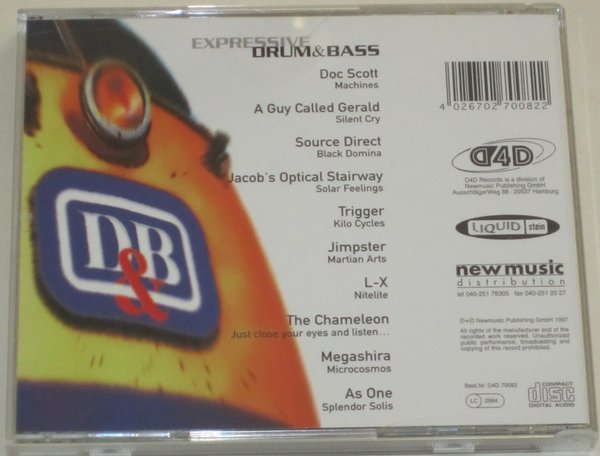 EXPRESSIVE
DRUM&BASS
Doc Scott
Machines
A Guy Called Gerald
Silent Cry
Source Direct
Black Domina
Jacob's Optical Stairway
Solar Feelings
Trigger
Kilo Cycles
Jimpster
Martian Arts
L-X
Nitelite
The Chameleon
Just close your eyes and listen...
Megashira
Microcosmos
As One
Splendor Solis
D&B
4 026702 700822
D4D
D4D Records is a division of
Newmusic Publishing GmbH
AusschlägerWeg 68 · 20537 Hamburg
LIQUID stein
newmusic
distribution
tel 040-251 78305 · fax 040-251 20 27
℗+© Newmusic Publishing GmbH 1997
All rights of the manufacturer and of the
recorded work reserved. Unauthorized
public performance, broadcasting and
copying of this record prohibited.
Best.Nr. D4D 70082
LC 2884
COMPACT
disc
DIGITAL AUDIO